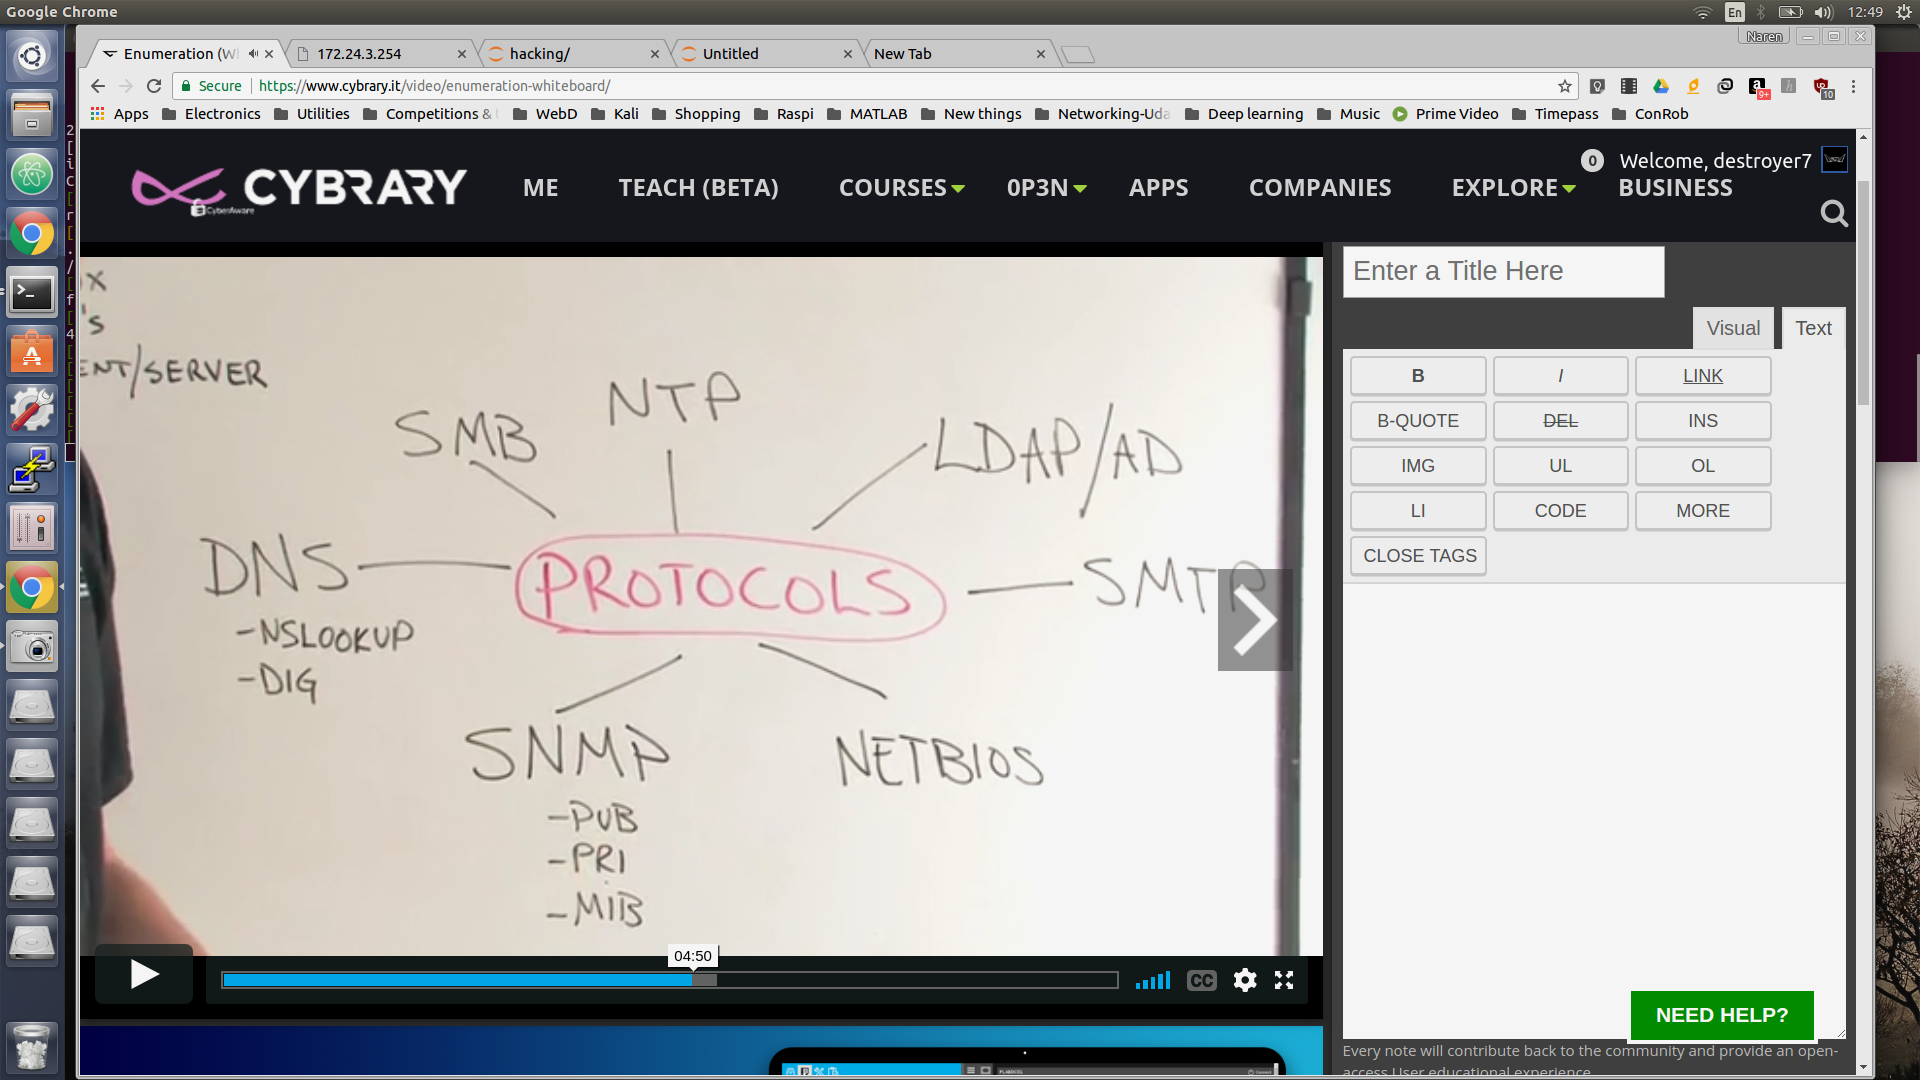 Google Chrome
En
12:49
Naren
Enumeration (W
172.24.3.254
hacking/
Untitled
New Tab
Secure
https://www.cybrary.it/video/enumeration-whiteboard/
9+
10
Apps
Electronics
Utilities
Competitions &
WebD
Kali
Shopping
Raspi
MATLAB
New things
Networking-Uda
Deep learning
Music
Prime Video
Timepass
ConRob
0
Welcome, destroyer7
CYBRARY
CyberAware
ME
TEACH (BETA)
COURSES
0P3N
APPS
COMPANIES
EXPLORE
BUSINESS
X
'S
ENT/SERVER
SMB
NTP
LDAP/AD
DNS
-NSLOOKUP
-DIG
PROTOCOLS
SMTP
SNMP
-PUB
-PRI
-MIB
NETBIOS
04:50
CC
Enter a Title Here
Visual
Text
B
I
LINK
B-QUOTE
DEL
INS
IMG
UL
OL
LI
CODE
MORE
CLOSE TAGS
NEED HELP?
Every note will contribute back to the community and provide an open-
access User educational experience